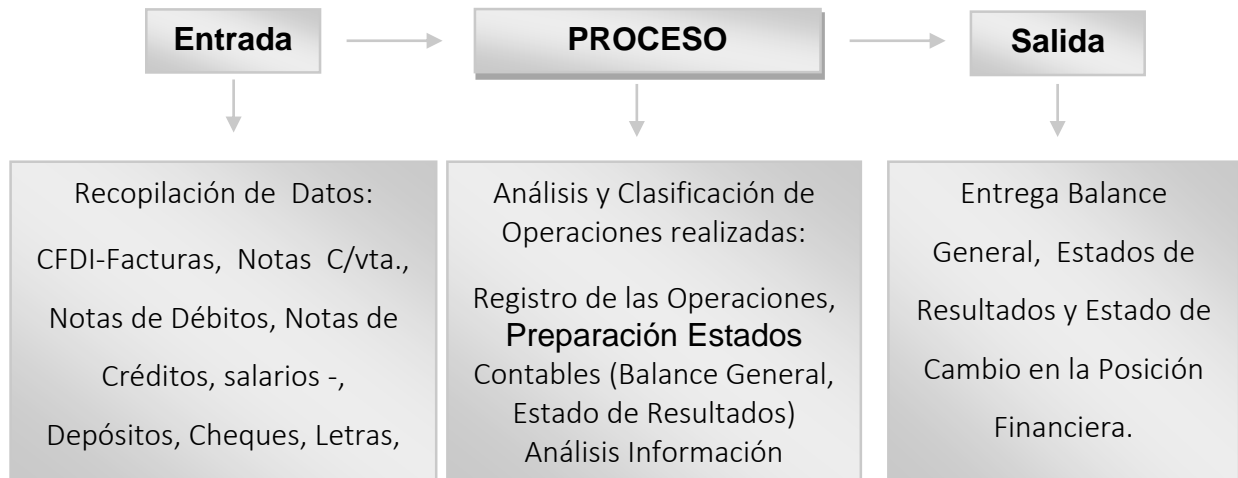 Entrada
PROCESO
Salida
Recopilación de Datos:
CFDI-Facturas, Notas C/vta.,
Notas de Débitos, Notas de
Créditos, salarios -,
Depósitos, Cheques, Letras,
Análisis y Clasificación de
Operaciones realizadas:
Registro de las Operaciones,
Preparación Estados
Contables (Balance General,
Estado de Resultados)
Análisis Información
Entrega Balance
General, Estados de
Resultados y Estado de
Cambio en la Posición
Financiera.